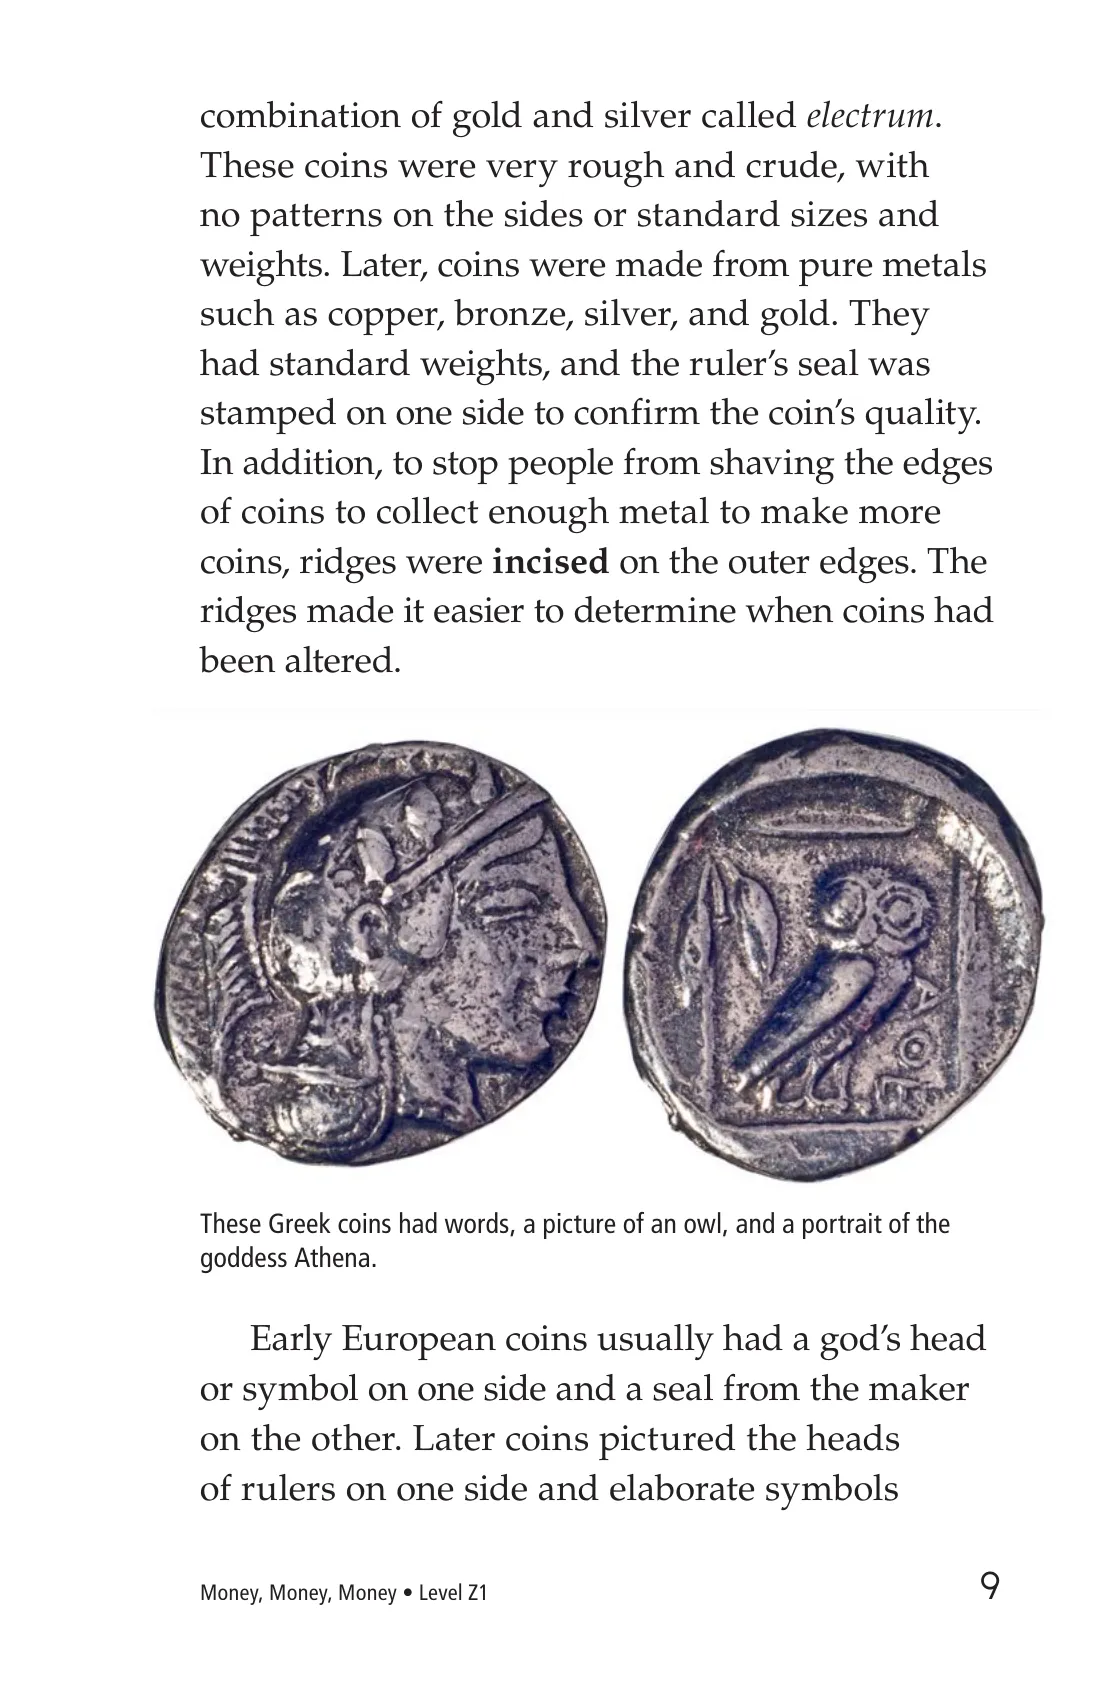 combination of gold and silver called electrum.
These coins were very rough and crude, with
no patterns on the sides or standard sizes and
weights. Later, coins were made from pure metals
such as copper, bronze, silver, and gold. They
had standard weights, and the ruler’s seal was
stamped on one side to confirm the coin’s quality.
In addition, to stop people from shaving the edges
of coins to collect enough metal to make more
coins, ridges were incised on the outer edges. The
ridges made it easier to determine when coins had
been altered.
ΑΘΕ
These Greek coins had words, a picture of an owl, and a portrait of the
goddess Athena.
Early European coins usually had a god’s head
or symbol on one side and a seal from the maker
on the other. Later coins pictured the heads
of rulers on one side and elaborate symbols
Money, Money, Money • Level Z1
9